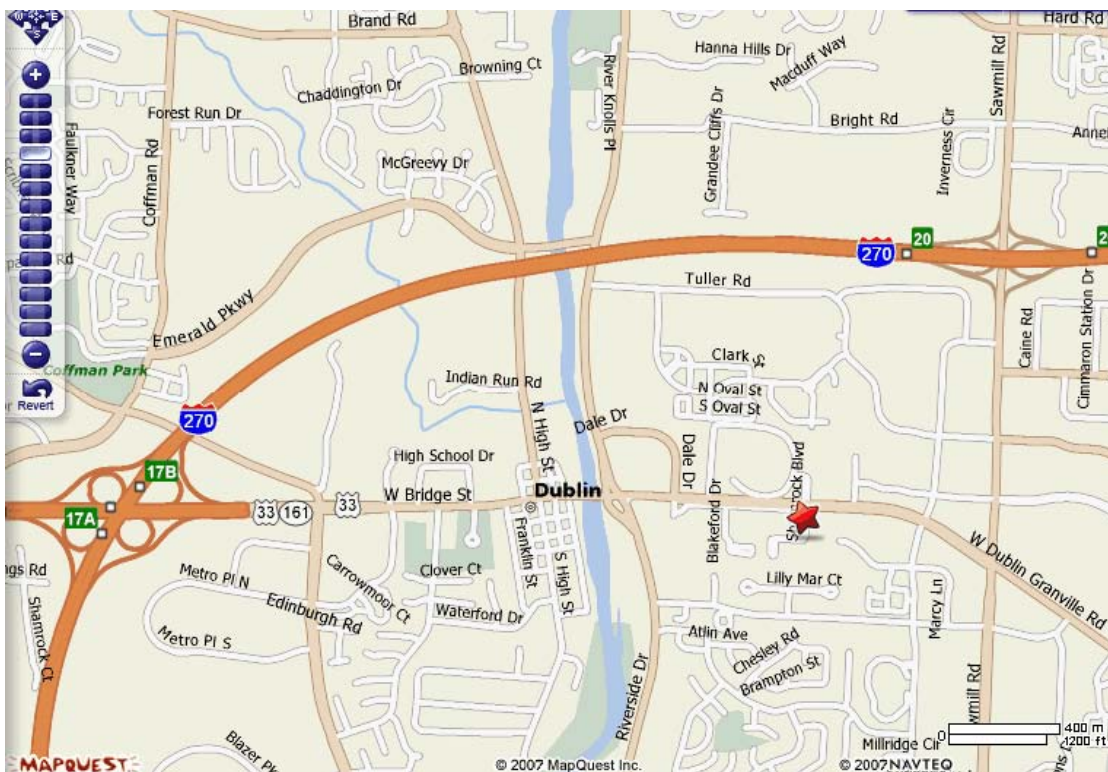 Brand Rd
Hard Rd
Hanna Hills Dr
Macduff Way
Browning Ct
Chaddington Dr
River Knolls Pl
Sawmill Rd
Forest Run Dr
Bright Rd
Faulkner Way
Coffman Rd
McGreevy Dr
Grandee Cliffs Dr
Inverness Cir
20
270
Tuller Rd
Emerald Pkwy
Caine Rd
Cimmaron Station Dr
Coffman Park
Clark St
Indian Run Rd
N Oval St
S Oval St
Revert
270
N High St
Dale Dr
Dale Dr
High School Dr
17B
W Bridge St
Dublin
Shamrock Blvd
17A
33
161
33
Blakeford Dr
Franklin St
S High St
W Dublin Granville Rd
Metro Pl N
Carrowmoor Ct
Clover Ct
Lilly Mar Ct
Marcy Ln
Edinburgh Rd
Waterford Dr
Shamrock Ct
Metro Pl S
Atlin Ave
Chesley Rd
Brampton St
Riverside Dr
0
400 m
1200 ft
Millridge Cir
MAPQUEST
© 2007 MapQuest Inc.
© 2007 NAVTEQ